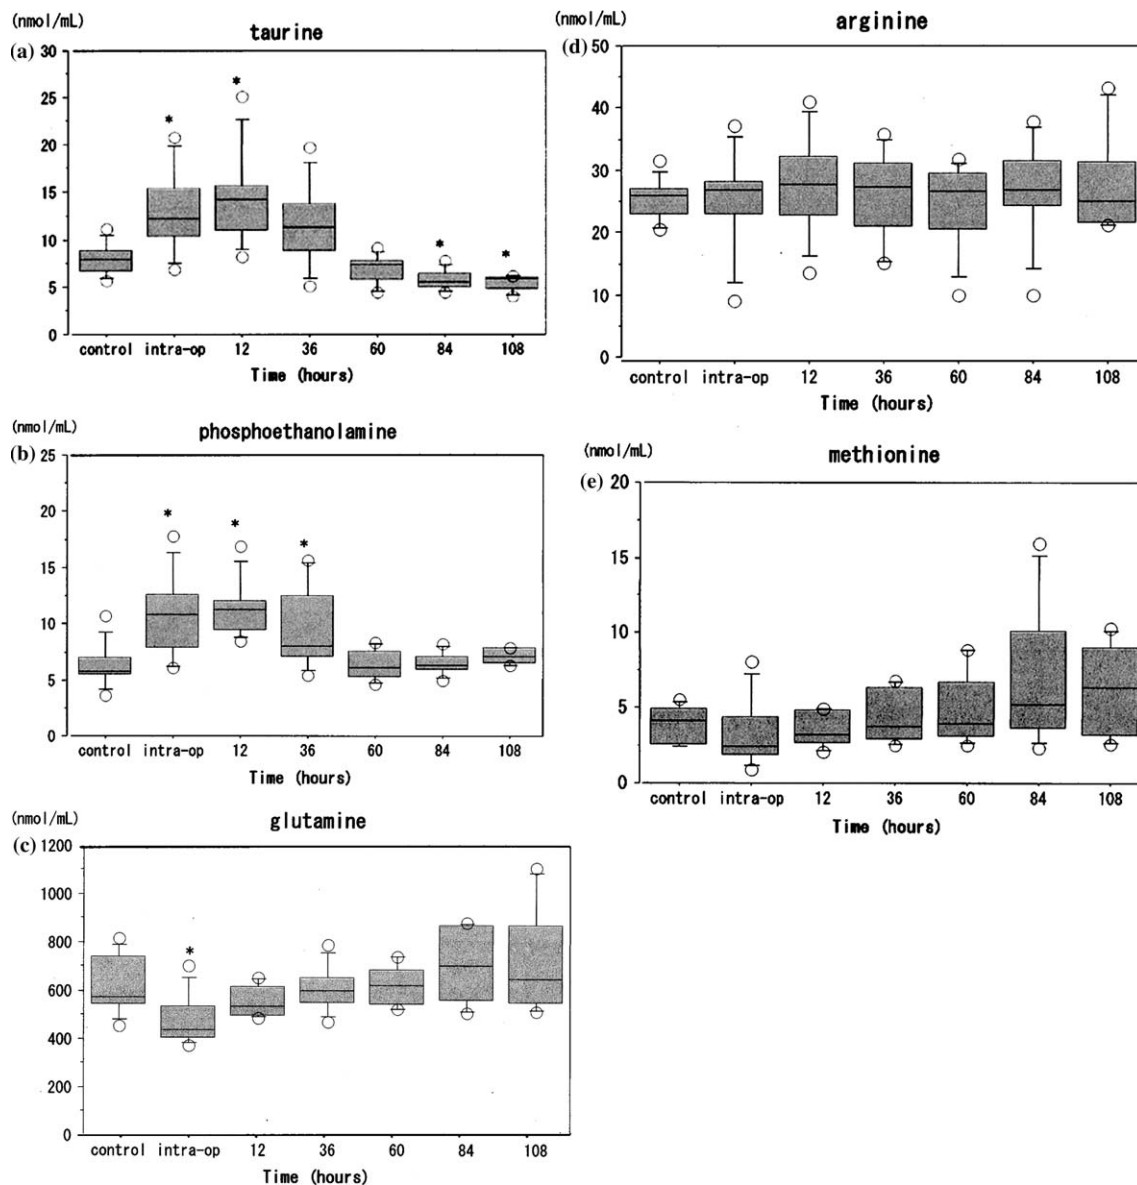 (nmol/mL)
taurine
(a)
30
25
20
15
10
5
0
*
*
*
*
control intra-op 12 36 60 84 108
Time (hours)
(nmol/mL)
phosphoethanolamine
(b)
25
20
15
10
5
0
*
*
*
control intra-op 12 36 60 84 108
Time (hours)
(nmol/mL)
glutamine
(c)
1200
1000
800
600
400
200
0
*
control intra-op 12 36 60 84 108
Time (hours)
(nmol/mL)
arginine
(d)
50
40
30
20
10
0
control intra-op 12 36 60 84 108
Time (hours)
(nmol/mL)
methionine
(e)
20
15
10
5
0
control intra-op 12 36 60 84 108
Time (hours)